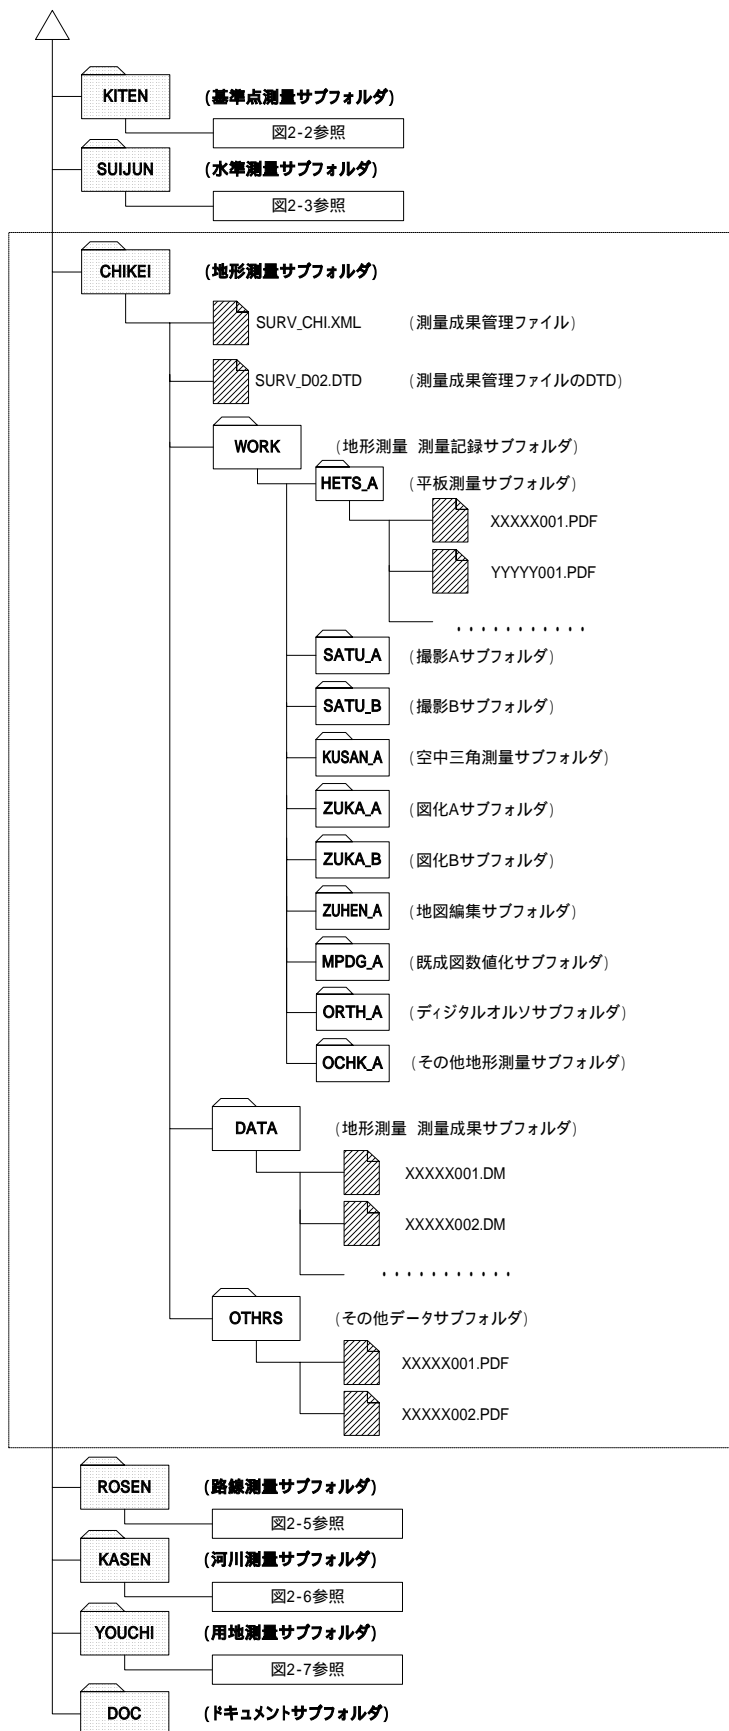 KITEN (基準点測量サブフォルダ)
図2-2参照
SUIJUN (水準測量サブフォルダ)
図2-3参照
CHIKEI (地形測量サブフォルダ)
SURV_CHI.XML (測量成果管理ファイル)
SURV_D02.DTD (測量成果管理ファイルのDTD)
WORK (地形測量 測量記録サブフォルダ)
HETS_A (平板測量サブフォルダ)
XXXXX001.PDF
YYYYY001.PDF
・・・・・・・・・・・
SATU_A (撮影Aサブフォルダ)
SATU_B (撮影Bサブフォルダ)
KUSAN_A (空中三角測量サブフォルダ)
ZUKA_A (図化Aサブフォルダ)
ZUKA_B (図化Bサブフォルダ)
ZUHEN_A (地図編集サブフォルダ)
MPDG_A (既成図数値化サブフォルダ)
ORTH_A (ディジタルオルソサブフォルダ)
OCHK_A (その他地形測量サブフォルダ)
DATA (地形測量 測量成果サブフォルダ)
XXXXX001.DM
XXXXX002.DM
・・・・・・・・・・・
OTHRS (その他データサブフォルダ)
XXXXX001.PDF
XXXXX002.PDF
ROSEN (路線測量サブフォルダ)
図2-5参照
KASEN (河川測量サブフォルダ)
図2-6参照
YOUCHI (用地測量サブフォルダ)
図2-7参照
DOC (ドキュメントサブフォルダ)